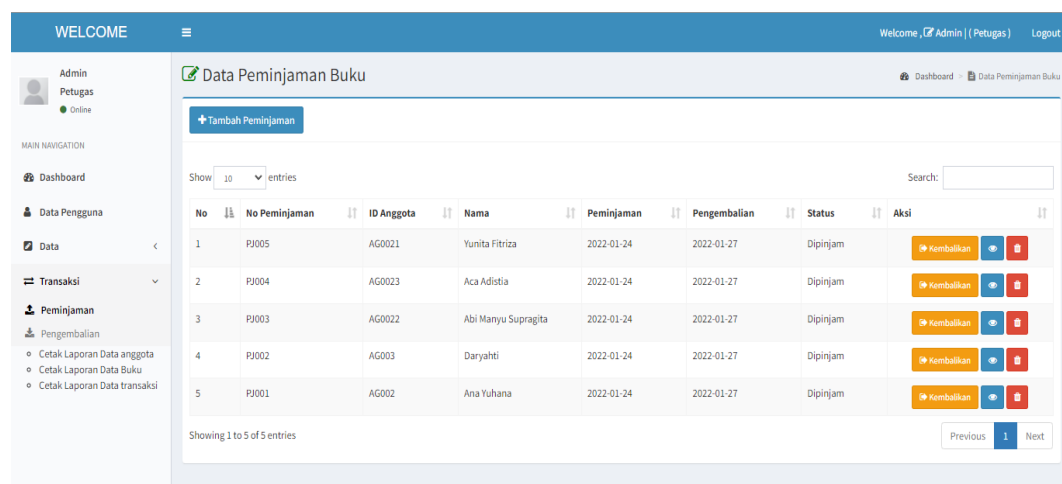 WELCOME
Welcome , Admin | ( Petugas ) Logout
Admin
Petugas
Online
MAIN NAVIGATION
Dashboard
Data Pengguna
Data
Transaksi
Peminjaman
Pengembalian
Cetak Laporan Data anggota
Cetak Laporan Data Buku
Cetak Laporan Data transaksi
Data Peminjaman Buku
Dashboard > Data Peminjaman Buku
+Tambah Peminjaman
Show 10 entries
Search:
No No Peminjaman ID Anggota Nama Peminjaman Pengembalian Status Aksi
1 PJ005 AG0021 Yunita Fitriza 2022-01-24 2022-01-27 Dipinjam Kembalikan
2 PJ004 AG0023 Aca Adistia 2022-01-24 2022-01-27 Dipinjam Kembalikan
3 PJ003 AG0022 Abi Manyu Supragita 2022-01-24 2022-01-27 Dipinjam Kembalikan
4 PJ002 AG003 Daryahti 2022-01-24 2022-01-27 Dipinjam Kembalikan
5 PJ001 AG002 Ana Yuhana 2022-01-24 2022-01-27 Dipinjam Kembalikan
Showing 1 to 5 of 5 entries
Previous 1 Next